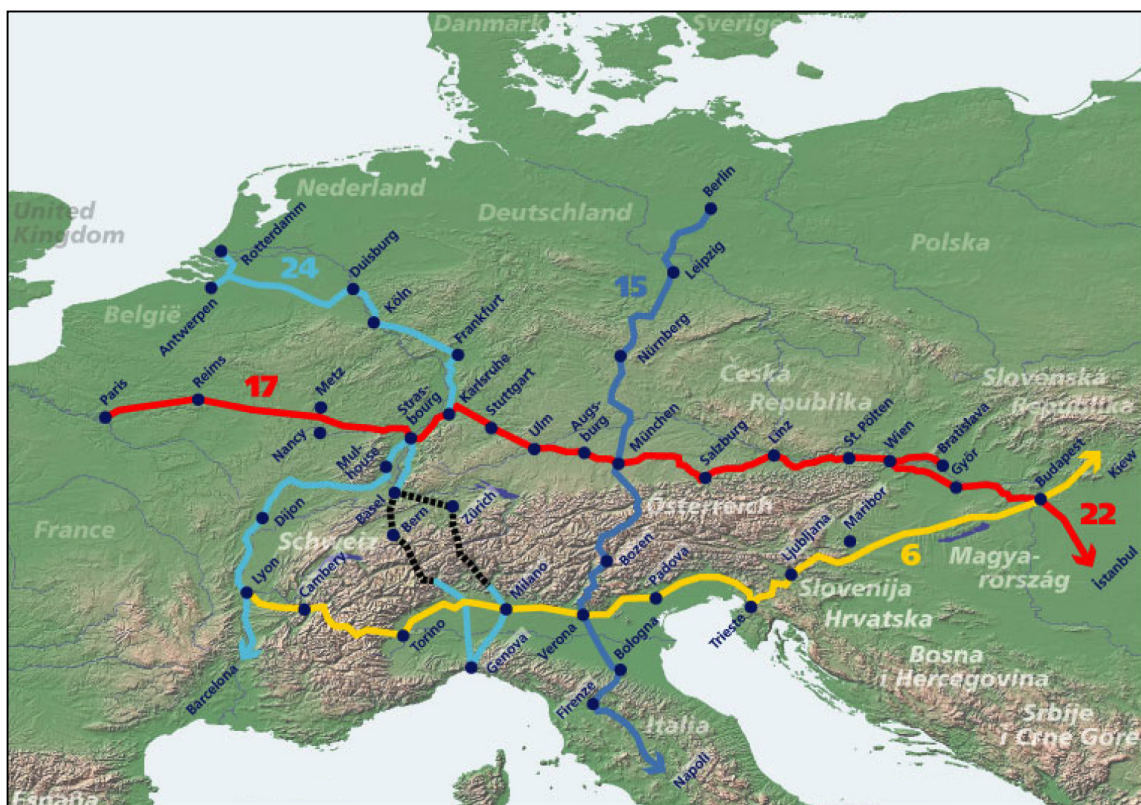 Danmark
Sverige
United
Kingdom
Nederland
Deutschland
Polska
België
Česká
Republika
Slovenská
Republika
France
Schweiz
Österreich
Magya-
rország
Slovenija
Hrvatska
Bosna
i Hercegovina
Srbije
i Crne Gore
Italia
España
24
15
17
22
6
Rotterdamm
Antwerpen
Duisburg
Köln
Frankfurt
Berlin
Leipzig
Nürnberg
Paris
Reims
Metz
Nancy
Stras-
bourg
Karlsruhe
Stuttgart
Ulm
Augs-
burg
München
Salzburg
Linz
St. Pölten
Wien
Bratislava
Györ
Budapest
Kiew
İstanbul
Mul-
house
Basel
Bern
Zürich
Dijon
Lyon
Cambery
Barcelona
Torino
Milano
Genova
Verona
Bozen
Padova
Bologna
Firenze
Napoli
Trieste
Ljubljana
Maribor